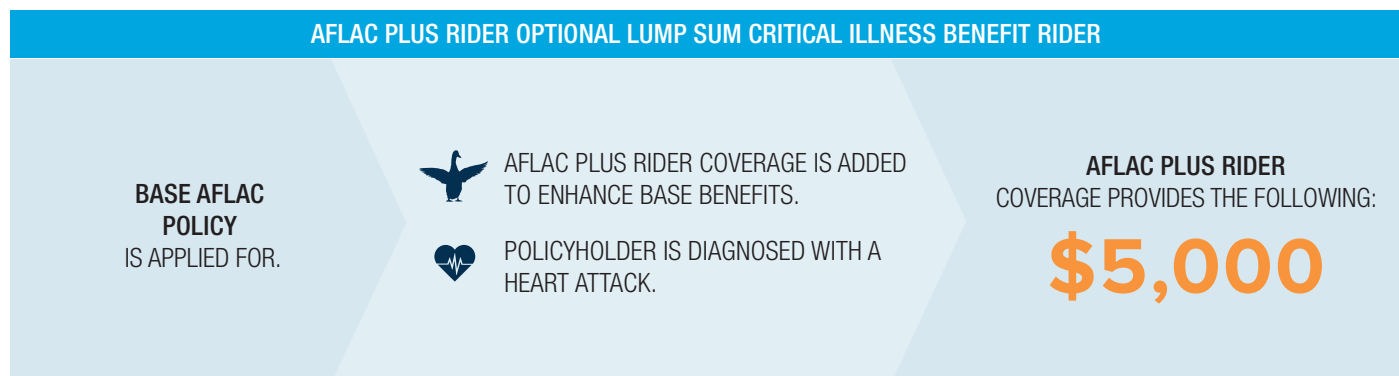 AFLAC PLUS RIDER OPTIONAL LUMP SUM CRITICAL ILLNESS BENEFIT RIDER
BASE AFLAC
POLICY
IS APPLIED FOR.
AFLAC PLUS RIDER COVERAGE IS ADDED
TO ENHANCE BASE BENEFITS.
POLICYHOLDER IS DIAGNOSED WITH A
HEART ATTACK.
AFLAC PLUS RIDER
COVERAGE PROVIDES THE FOLLOWING:
$5,000